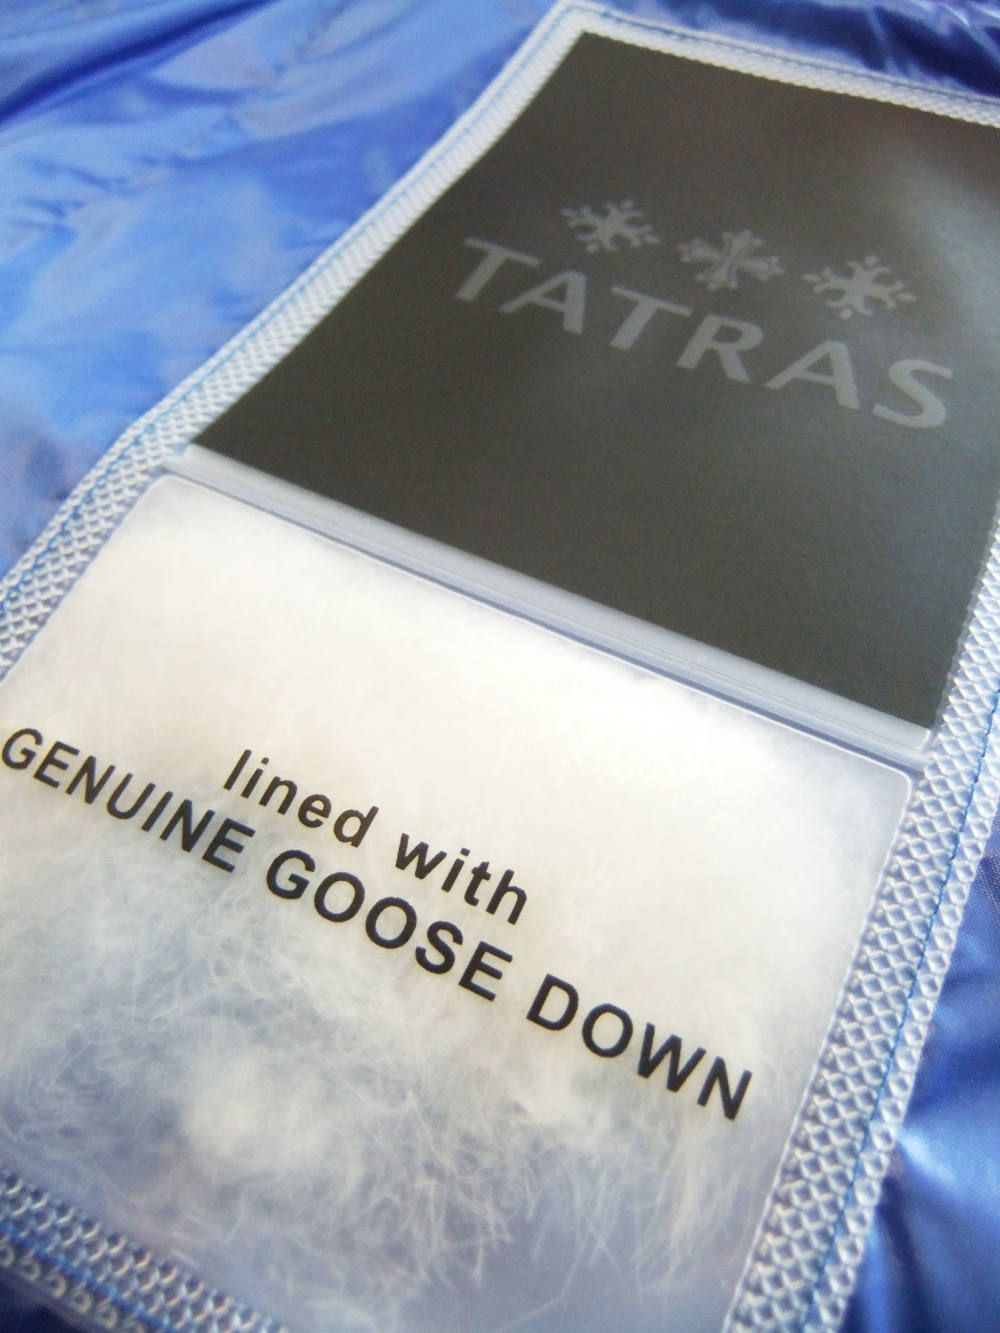 TATRAS
lined with
GENUINE GOOSE DOWN